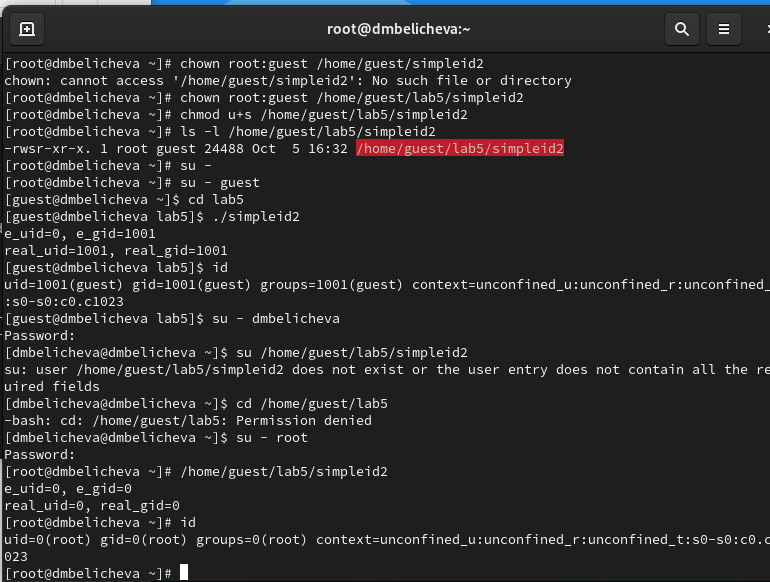 root@dmbelicheva:~
[root@dmbelicheva ~]# chown root:guest /home/guest/simpleid2
chown: cannot access '/home/guest/simpleid2': No such file or directory
[root@dmbelicheva ~]# chown root:guest /home/guest/lab5/simpleid2
[root@dmbelicheva ~]# chmod u+s /home/guest/lab5/simpleid2
[root@dmbelicheva ~]# ls -l /home/guest/lab5/simpleid2
-rwsr-xr-x. 1 root guest 24488 Oct  5 16:32 /home/guest/lab5/simpleid2
[root@dmbelicheva ~]# su -
[root@dmbelicheva ~]# su - guest
[guest@dmbelicheva ~]$ cd lab5
[guest@dmbelicheva lab5]$ ./simpleid2
e_uid=0, e_gid=1001
real_uid=1001, real_gid=1001
[guest@dmbelicheva lab5]$ id
uid=1001(guest) gid=1001(guest) groups=1001(guest) context=unconfined_u:unconfined_r:unconfined_
:s0-s0:c0.c1023
[guest@dmbelicheva lab5]$ su - dmbelicheva
Password:
[dmbelicheva@dmbelicheva ~]$ su /home/guest/lab5/simpleid2
su: user /home/guest/lab5/simpleid2 does not exist or the user entry does not contain all the re
uired fields
[dmbelicheva@dmbelicheva ~]$ cd /home/guest/lab5
-bash: cd: /home/guest/lab5: Permission denied
[dmbelicheva@dmbelicheva ~]$ su - root
Password:
[root@dmbelicheva ~]# /home/guest/lab5/simpleid2
e_uid=0, e_gid=0
real_uid=0, real_gid=0
[root@dmbelicheva ~]# id
uid=0(root) gid=0(root) groups=0(root) context=unconfined_u:unconfined_r:unconfined_t:s0-s0:c0.c
023
[root@dmbelicheva ~]#